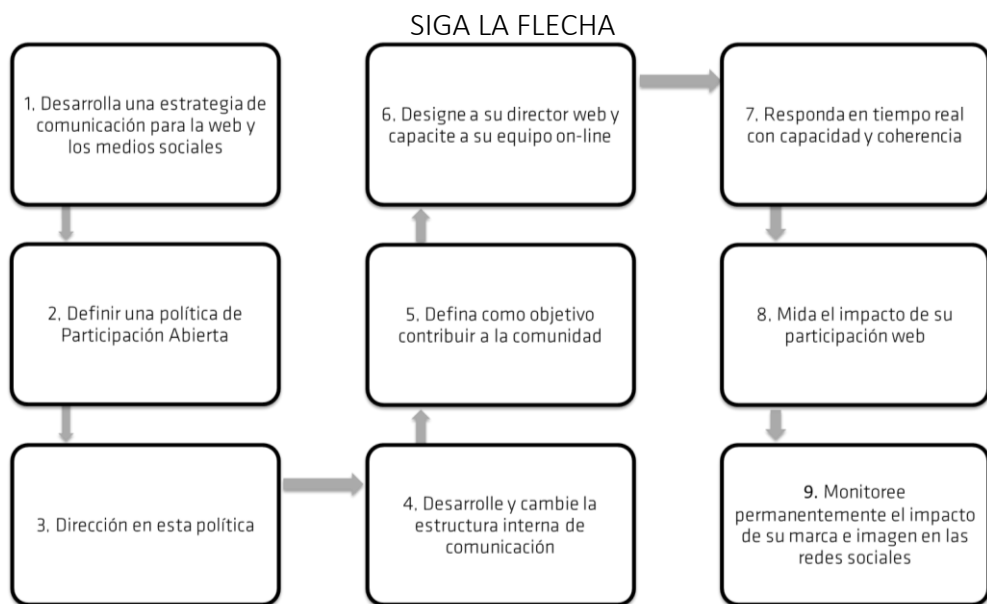 SIGA LA FLECHA
1. Desarrolla una estrategia de
comunicación para la web y
los medios sociales
2. Definir una política de
Participación Abierta
3. Dirección en esta política
4. Desarrolle y cambie la
estructura interna de
comunicación
5. Defina como objetivo
contribuir a la comunidad
6. Designe a su director web y
capacite a su equipo on-line
7. Responda en tiempo real
con capacidad y coherencia
8. Mida el impacto de su
participación web
9. Monitoree
permanentemente el impacto
de su marca e imagen en las
redes sociales